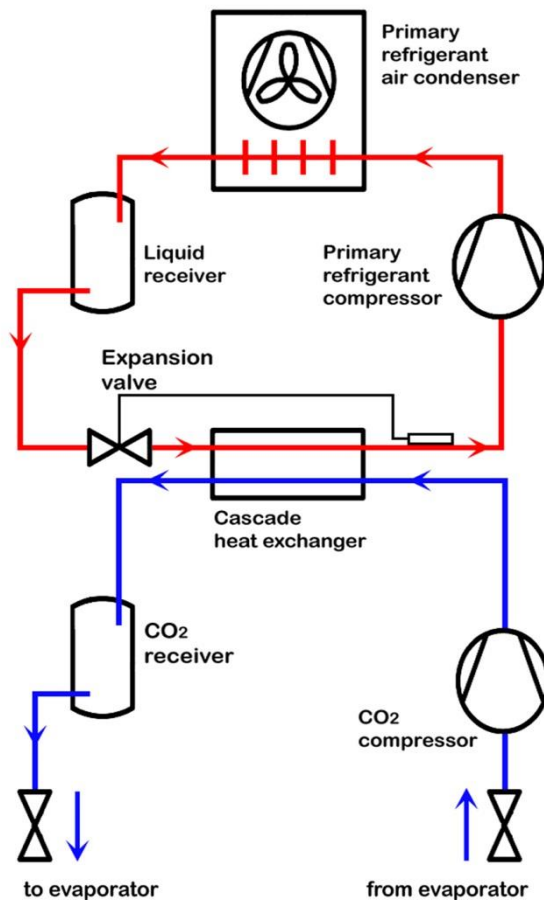 Primary
refrigerant
air condenser
Liquid
receiver
Primary
refrigerant
compressor
Expansion
valve
Cascade
heat exchanger
CO2
receiver
CO2
compressor
to evaporator
from evaporator